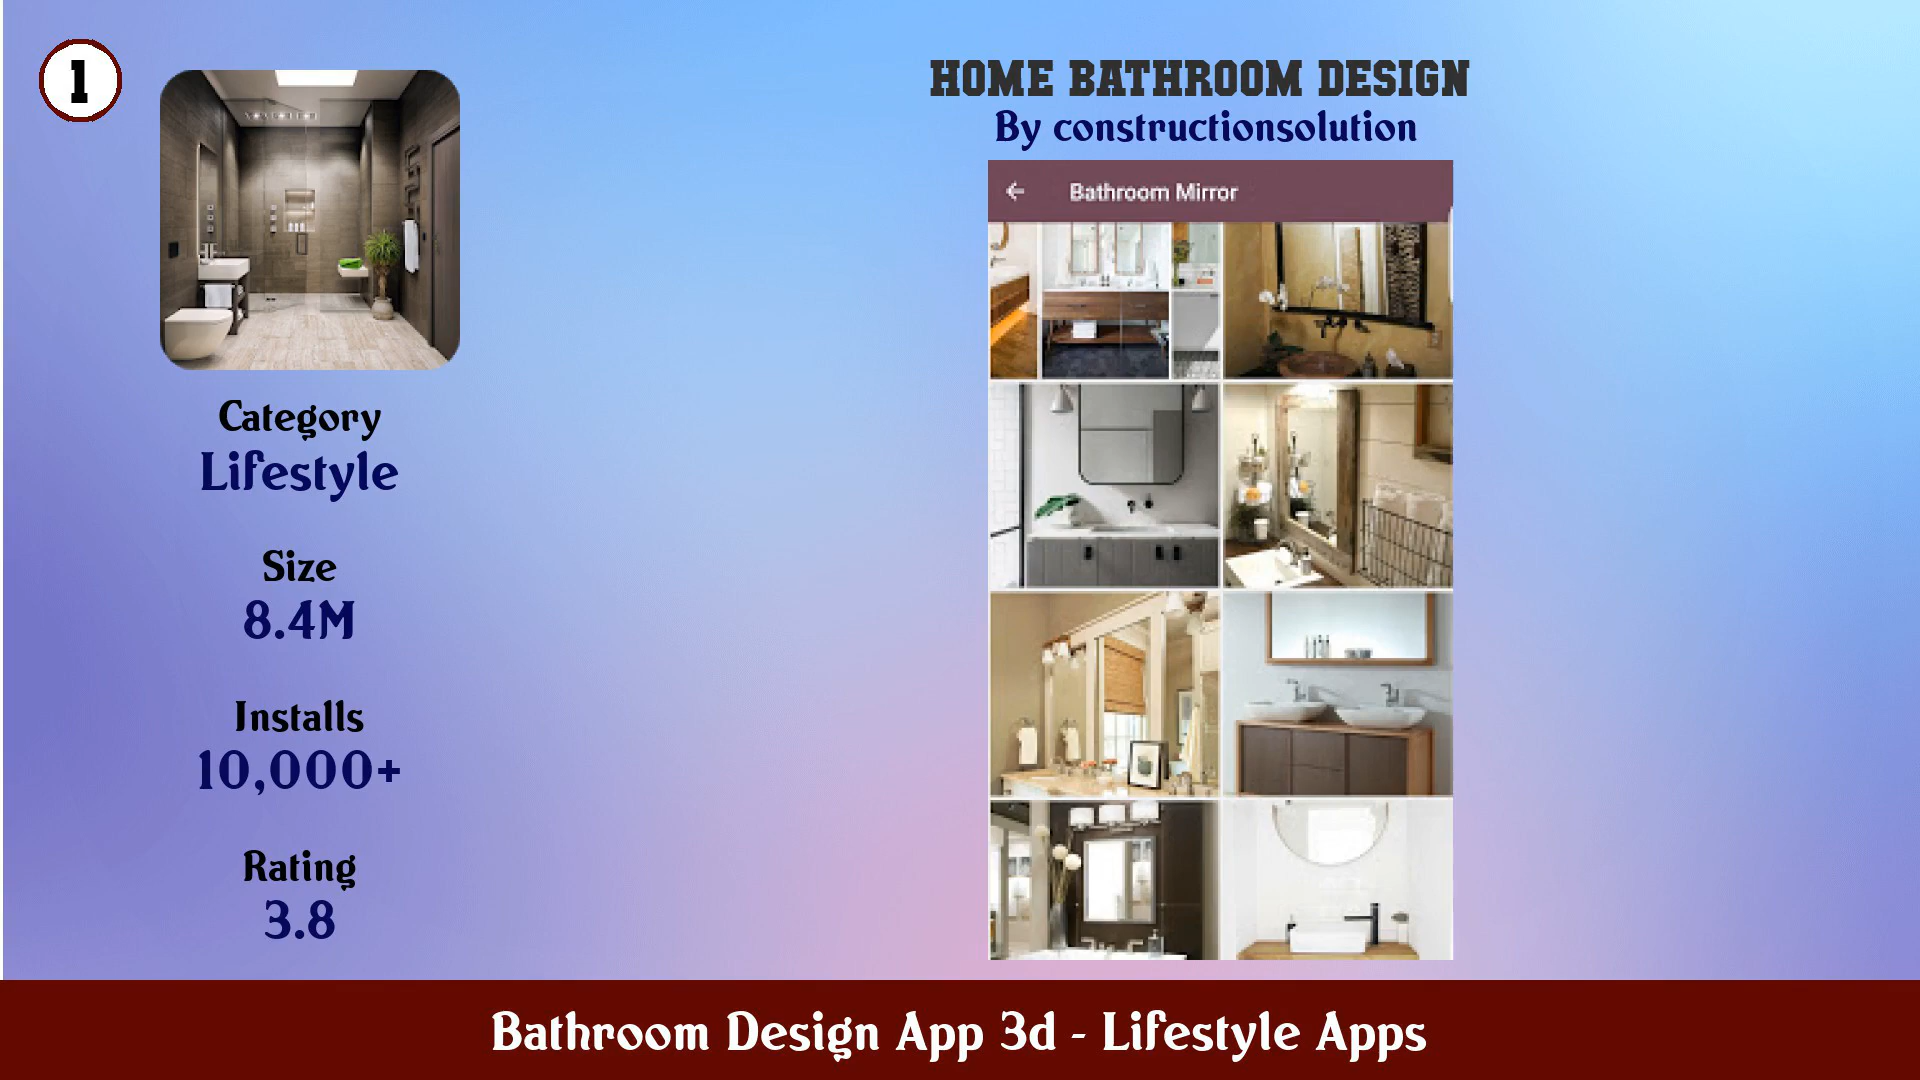 1
HOME BATHROOM DESIGN
By constructionsolution
Bathroom Mirror
Category
Lifestyle
Size
8.4M
Installs
10,000+
Rating
3.8
Bathroom Design App 3d - Lifestyle Apps